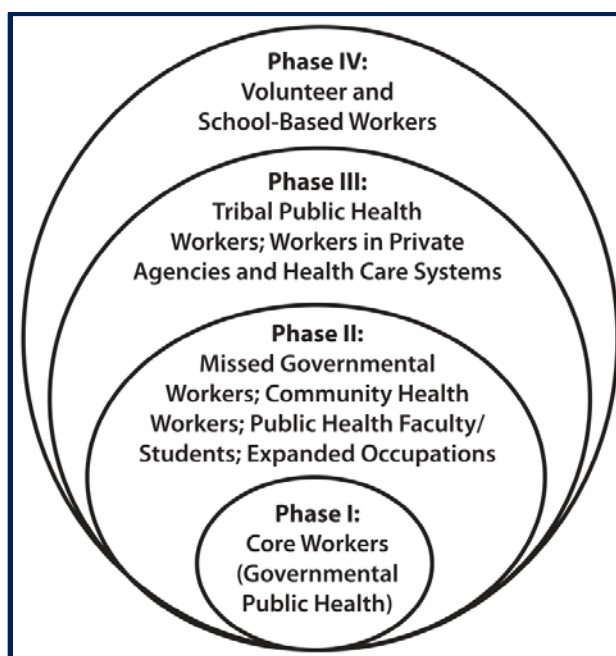 Phase IV:
Volunteer and
School-Based Workers
Phase III:
Tribal Public Health
Workers; Workers in Private
Agencies and Health Care Systems
Phase II:
Missed Governmental
Workers; Community Health
Workers; Public Health Faculty/
Students; Expanded Occupations
Phase I:
Core Workers
(Governmental
Public Health)